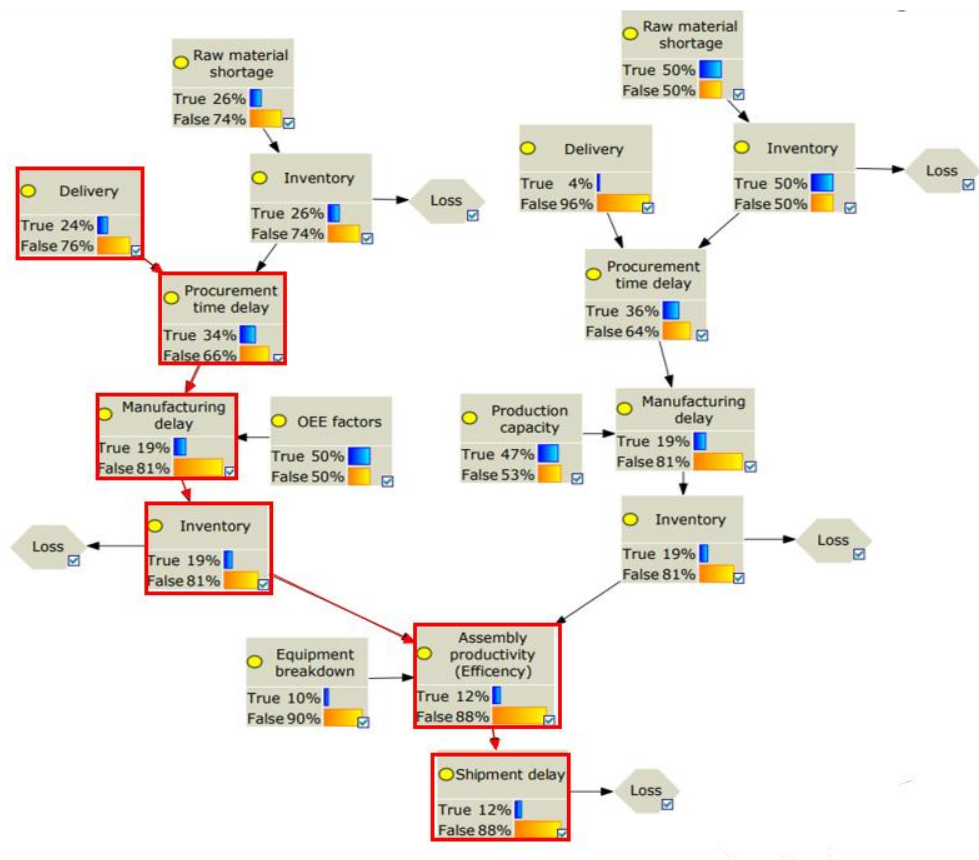 Raw material
shortage
True 26%
False 74%
Raw material
shortage
True 50%
False 50%
Delivery
True 24%
False 76%
Inventory
True 26%
False 74%
Loss
Delivery
True 4%
False 96%
Inventory
True 50%
False 50%
Loss
Procurement
time delay
True 34%
False 66%
Procurement
time delay
True 36%
False 64%
Manufacturing
delay
True 19%
False 81%
OEE factors
True 50%
False 50%
Production
capacity
True 47%
False 53%
Manufacturing
delay
True 19%
False 81%
Loss
Inventory
True 19%
False 81%
Inventory
True 19%
False 81%
Loss
Equipment
breakdown
True 10%
False 90%
Assembly
productivity
(Efficency)
True 12%
False 88%
Shipment delay
True 12%
False 88%
Loss